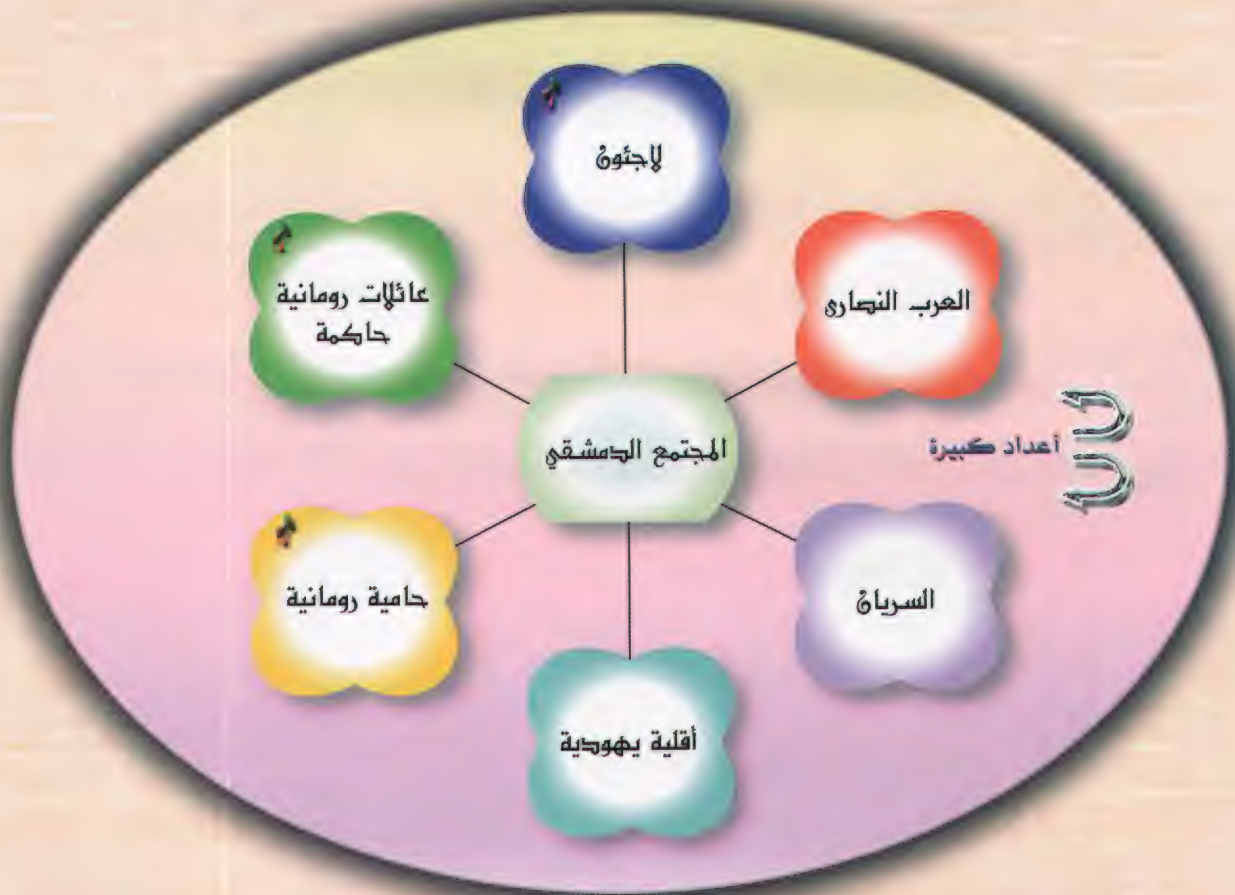 لاجئون
العرب النصارى
عائلات رومانية
حاكمة
المجتمع الدمشقي
أعداد كبيرة
السريان
حامية رومانية
أقلية يهودية